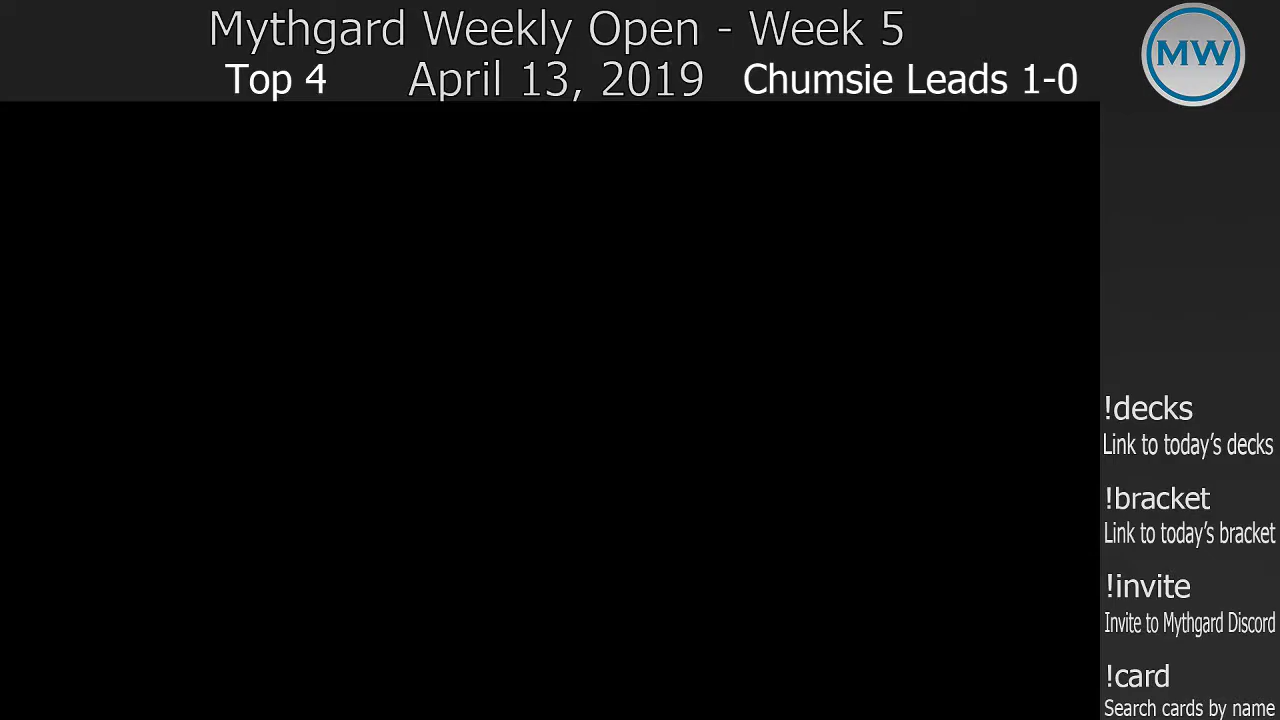 Mythgard Weekly Open - Week 5
Top 4 April 13, 2019 Chumsie Leads 1-0
MW
!decks
Link to today's decks
!bracket
Link to today's bracket
!invite
Invite to Mythgard Discord
!card
Search cards by name